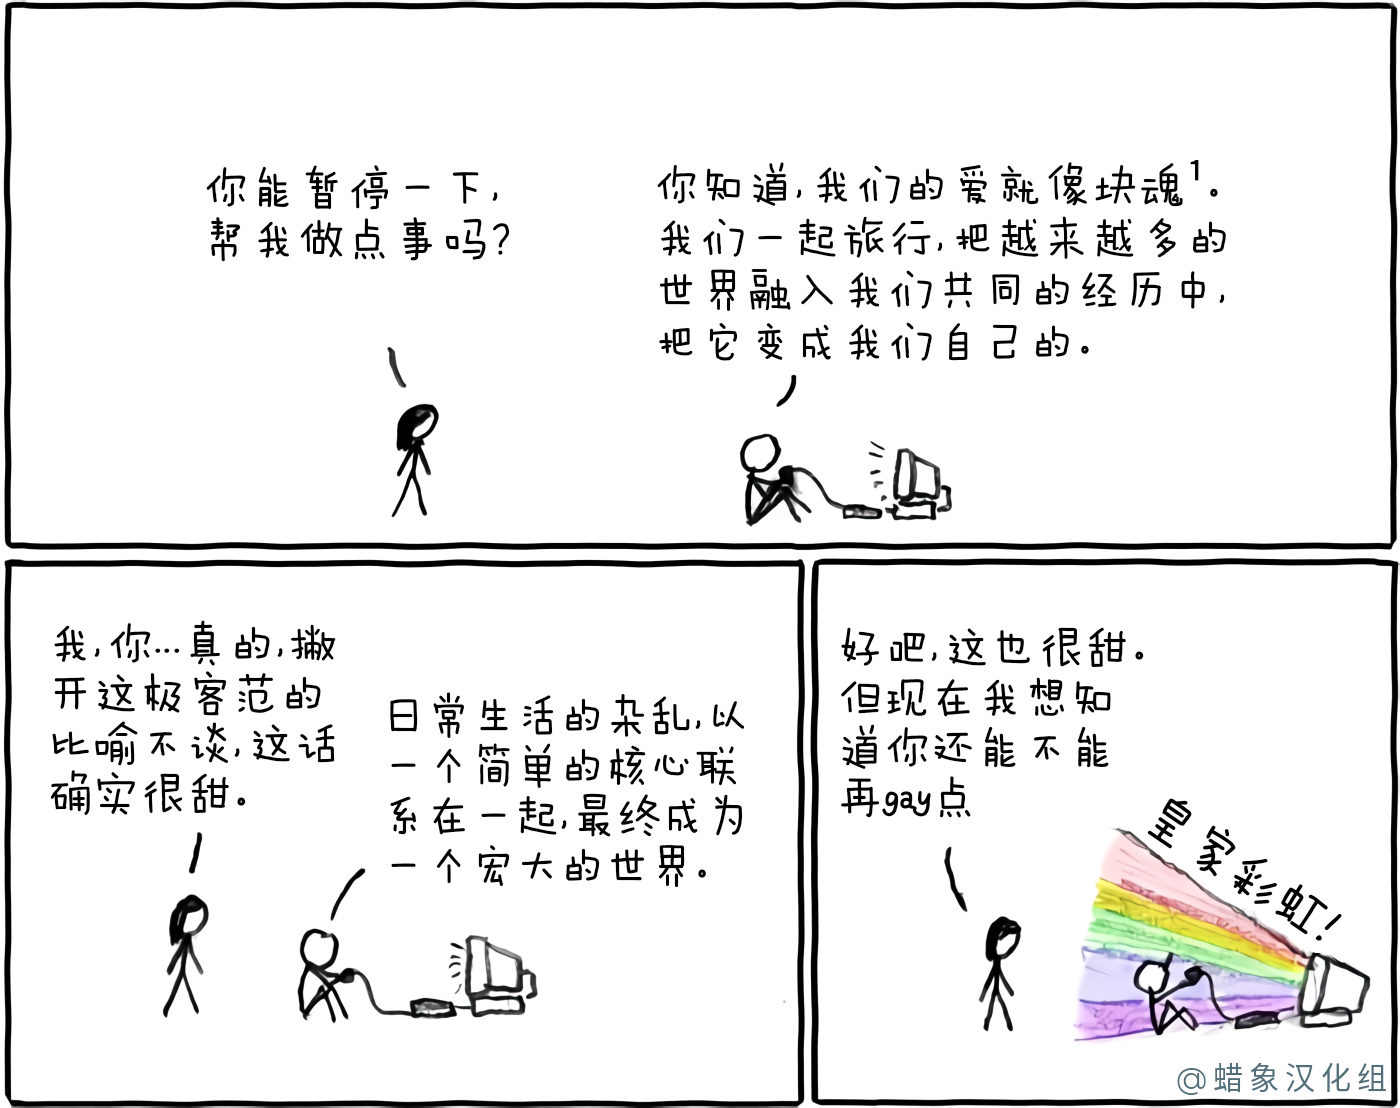 你能暂停一下,
帮我做点事吗?
你知道,我们的爱就像块魂¹。
我们一起旅行,把越来越多的
世界融入我们共同的经历中,
把它变成我们自己的。
我,你...真的,撇
开这极客范的
比喻不谈,这话
确实很甜。
日常生活的杂乱,以
一个简单的核心联
系在一起,最终成为
一个宏大的世界。
好吧,这也很甜。
但现在我想知
道你还能不能
再gay点
皇家彩虹!
@蜡象汉化组